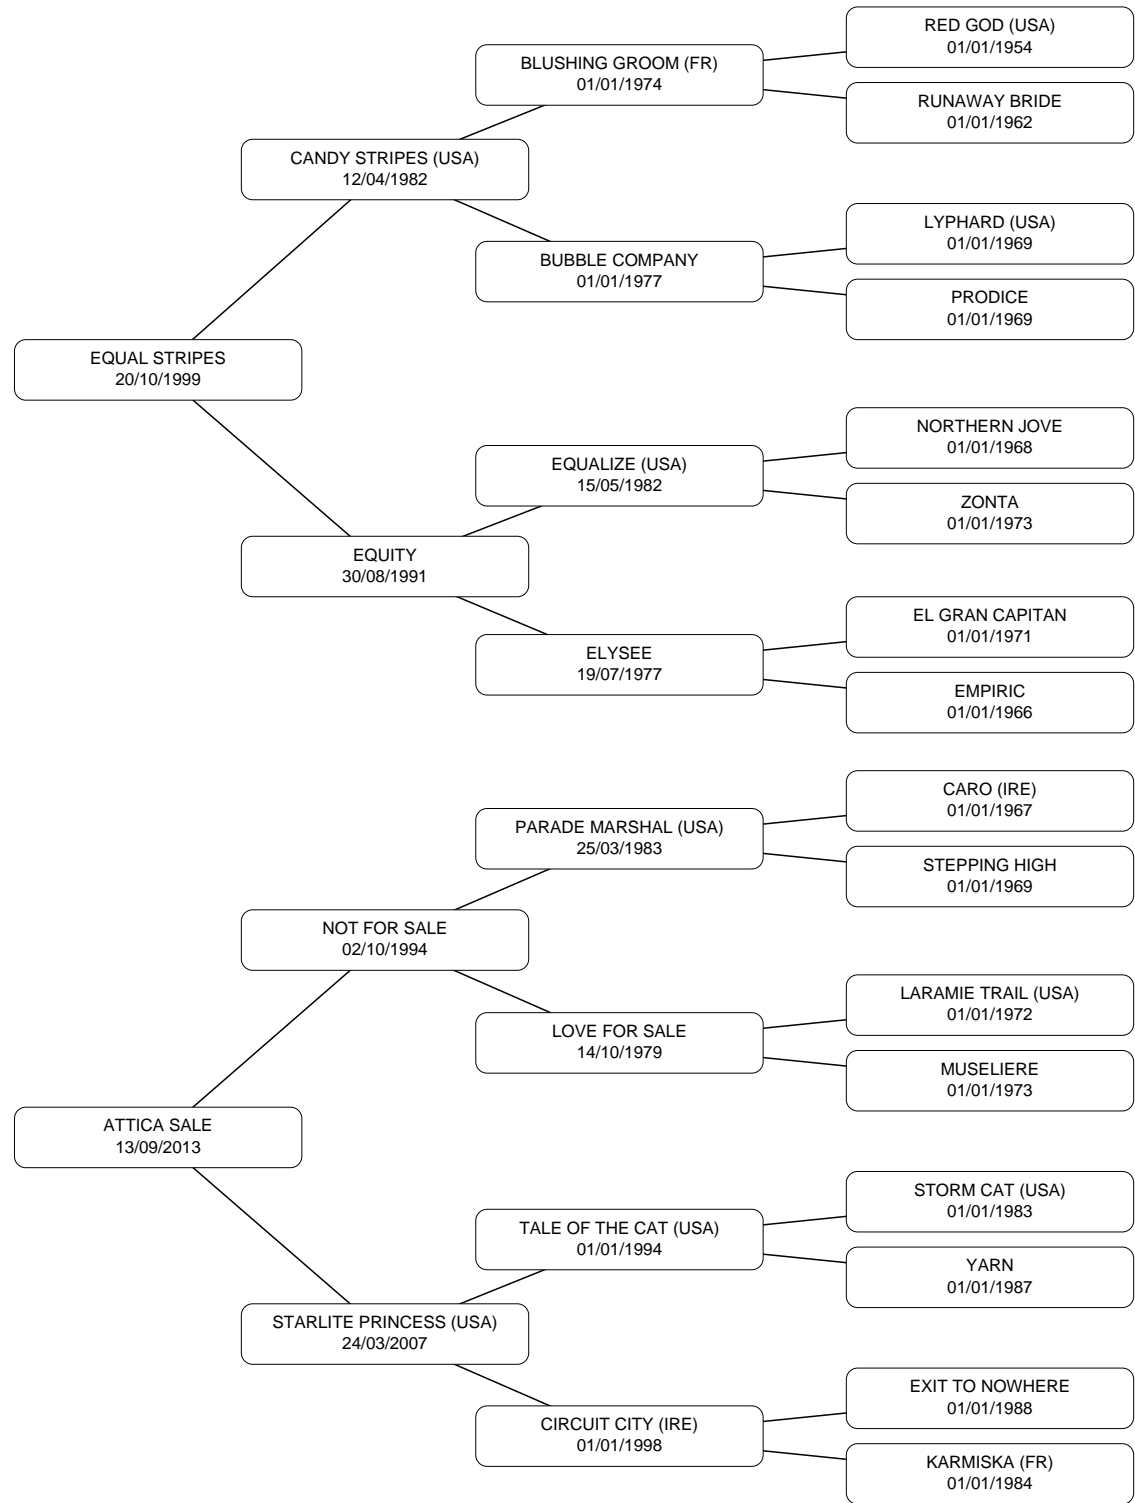 RED GOD (USA)
01/01/1954
BLUSHING GROOM (FR)
01/01/1974
RUNAWAY BRIDE
01/01/1962
CANDY STRIPES (USA)
12/04/1982
LYPHARD (USA)
01/01/1969
BUBBLE COMPANY
01/01/1977
PRODICE
01/01/1969
EQUAL STRIPES
20/10/1999
NORTHERN JOVE
01/01/1968
EQUALIZE (USA)
15/05/1982
ZONTA
01/01/1973
EQUITY
30/08/1991
EL GRAN CAPITAN
01/01/1971
ELYSEE
19/07/1977
EMPIRIC
01/01/1966
CARO (IRE)
01/01/1967
PARADE MARSHAL (USA)
25/03/1983
STEPPING HIGH
01/01/1969
NOT FOR SALE
02/10/1994
LARAMIE TRAIL (USA)
01/01/1972
LOVE FOR SALE
14/10/1979
MUSELIERE
01/01/1973
ATTICA SALE
13/09/2013
STORM CAT (USA)
01/01/1983
TALE OF THE CAT (USA)
01/01/1994
YARN
01/01/1987
STARLITE PRINCESS (USA)
24/03/2007
EXIT TO NOWHERE
01/01/1988
CIRCUIT CITY (IRE)
01/01/1998
KARMISKA (FR)
01/01/1984